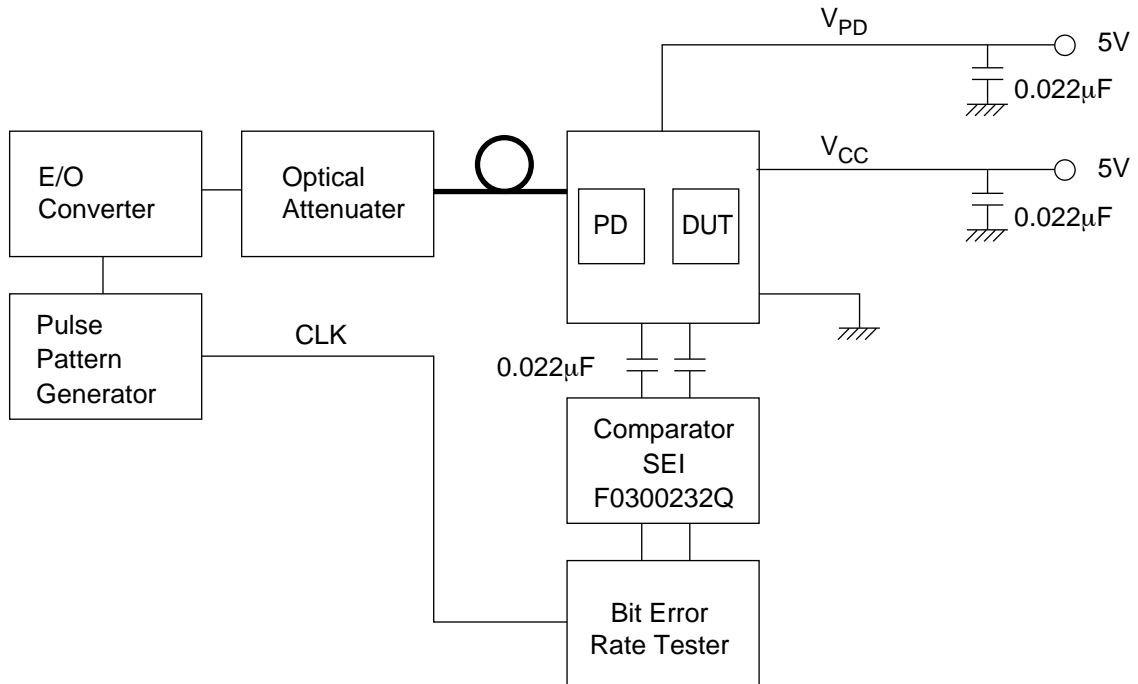 V_PD
5V
0.022μF
V_CC
5V
0.022μF
E/O
Converter
Optical
Attenuater
PD
DUT
Pulse
Pattern
Generator
CLK
0.022μF
Comparator
SEI
F0300232Q
Bit Error
Rate Tester